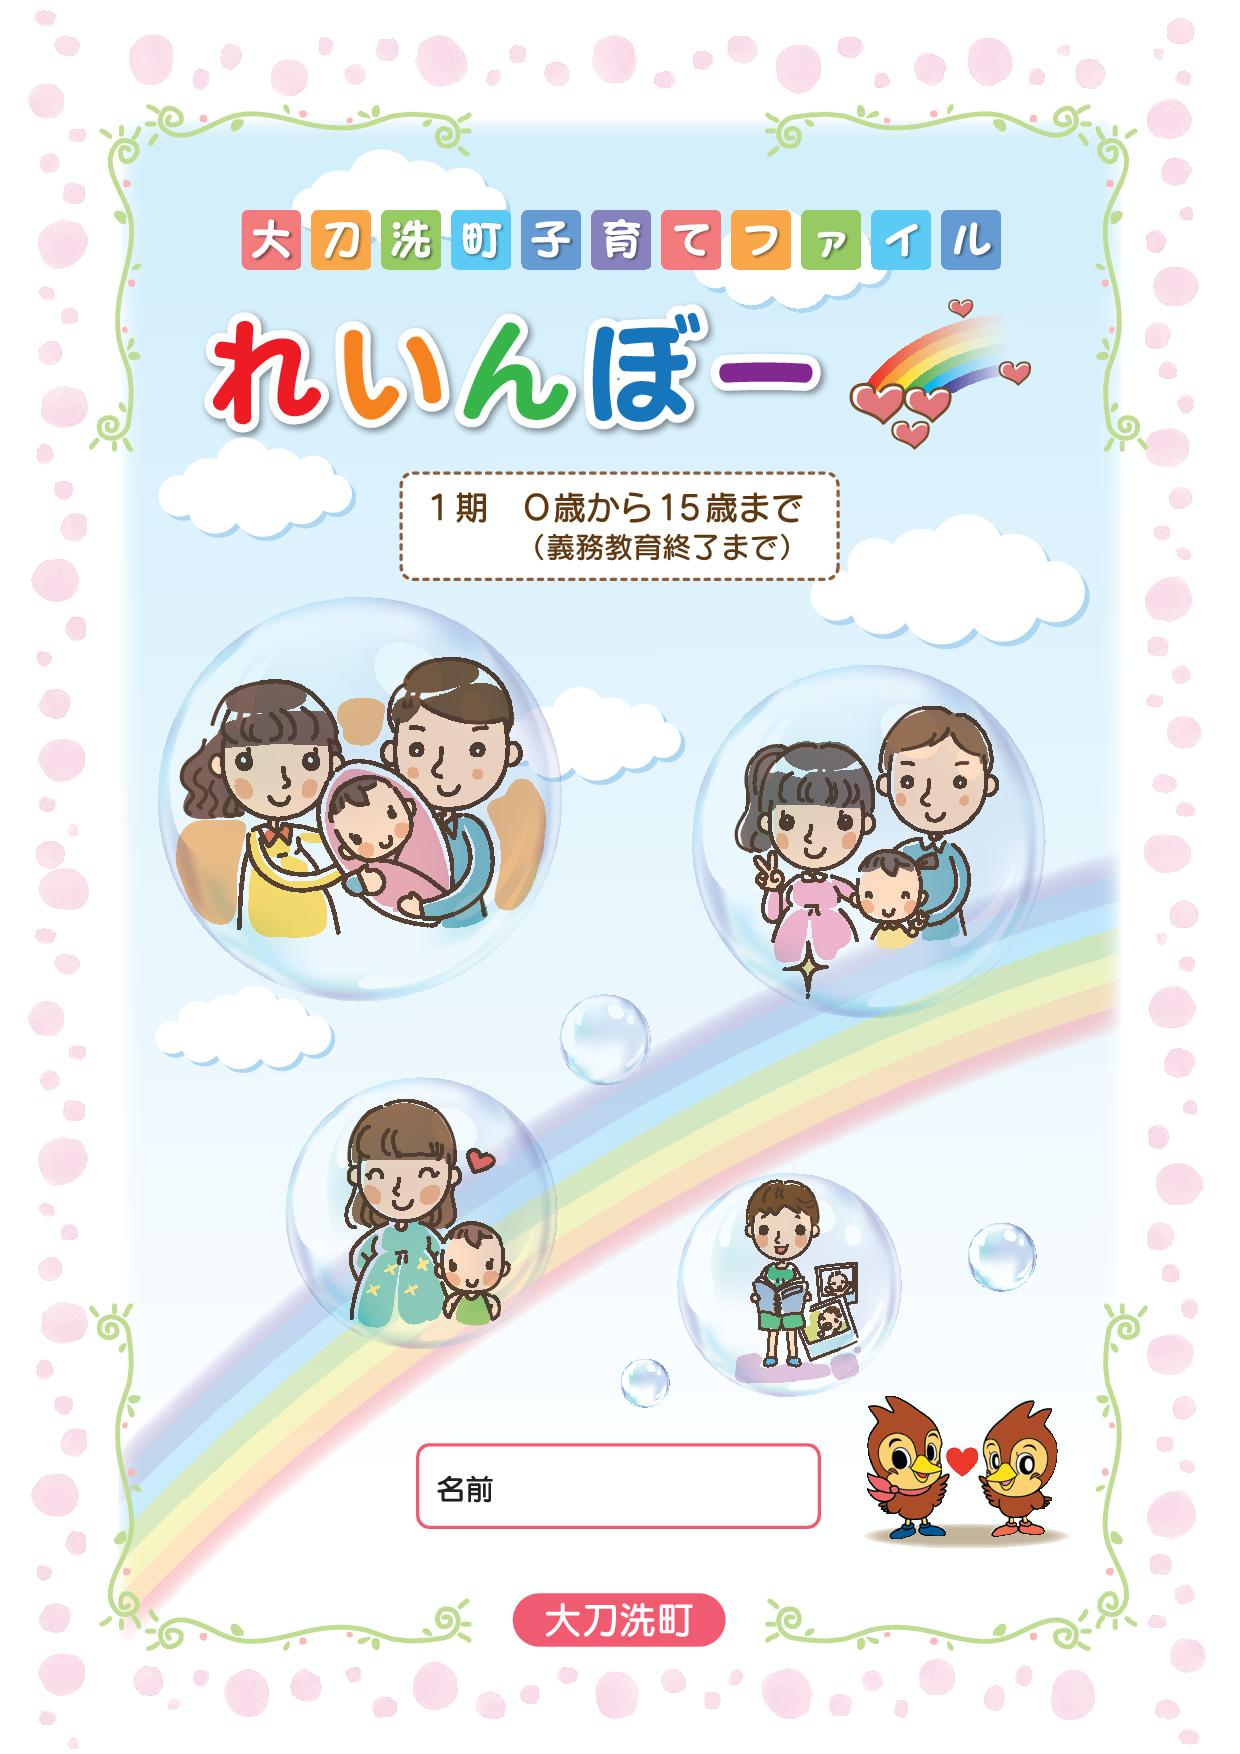 大刀洗町子育てファイル
れいんぼー
1期　0歳から15歳まで
（義務教育終了まで）
名前
大刀洗町